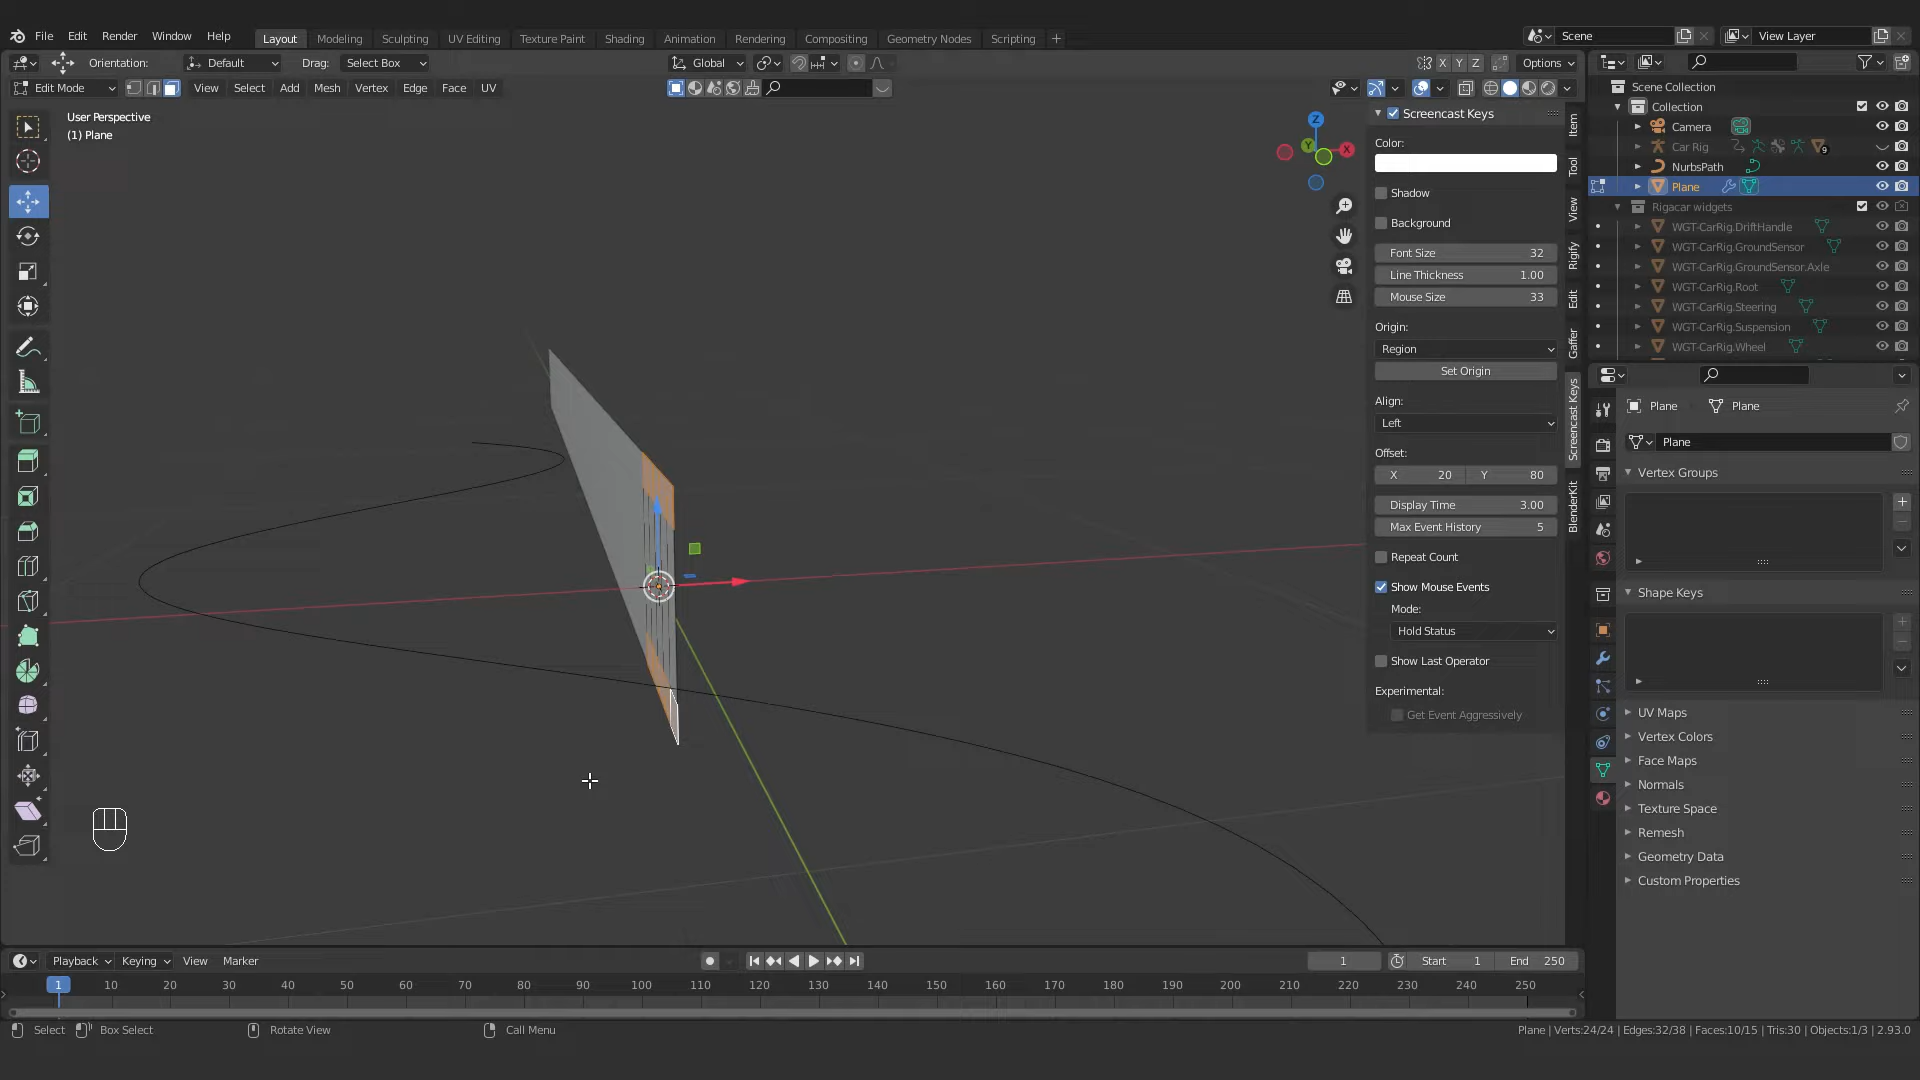 File Edit Render Window Help
Layout Modeling Sculpting UV Editing Texture Paint Shading Animation Rendering Compositing Geometry Nodes Scripting +
Scene
View Layer
Orientation: Default Drag: Select Box
Global
X Y Z Options
Edit Mode
View Select Add Mesh Vertex Edge Face UV
User Perspective
(1) Plane
Z
Y
X
Screencast Keys
Color:
Shadow
Background
Font Size 32
Line Thickness 1.00
Mouse Size 33
Origin:
Region
Set Origin
Align:
Left
Offset:
X 20 Y 80
Display Time 3.00
Max Event History 5
Repeat Count
Show Mouse Events
Mode:
Hold Status
Show Last Operator
Experimental:
Get Event Aggressively
Item
Tool
View
Rigify
Edit
Gaffer
Screencast Keys
BlenderKit
Scene Collection
Collection
Camera
Car Rig 9
NurbsPath
Plane
Rigacar widgets
WGT-CarRig.DriftHandle
WGT-CarRig.GroundSensor
WGT-CarRig.GroundSensor.Axle
WGT-CarRig.Root
WGT-CarRig.Steering
WGT-CarRig.Suspension
WGT-CarRig.Wheel
Plane Plane
Plane
Vertex Groups
Shape Keys
UV Maps
Vertex Colors
Face Maps
Normals
Texture Space
Remesh
Geometry Data
Custom Properties
Playback Keying View Marker
1 Start 1 End 250
1 10 20 30 40 50 60 70 80 90 100 110 120 130 140 150 160 170 180 190 200 210 220 230 240 250
Select Box Select Rotate View Call Menu
Plane | Verts:24/24 | Edges:32/38 | Faces:10/15 | Tris:30 | Objects:1/3 | 2.93.0